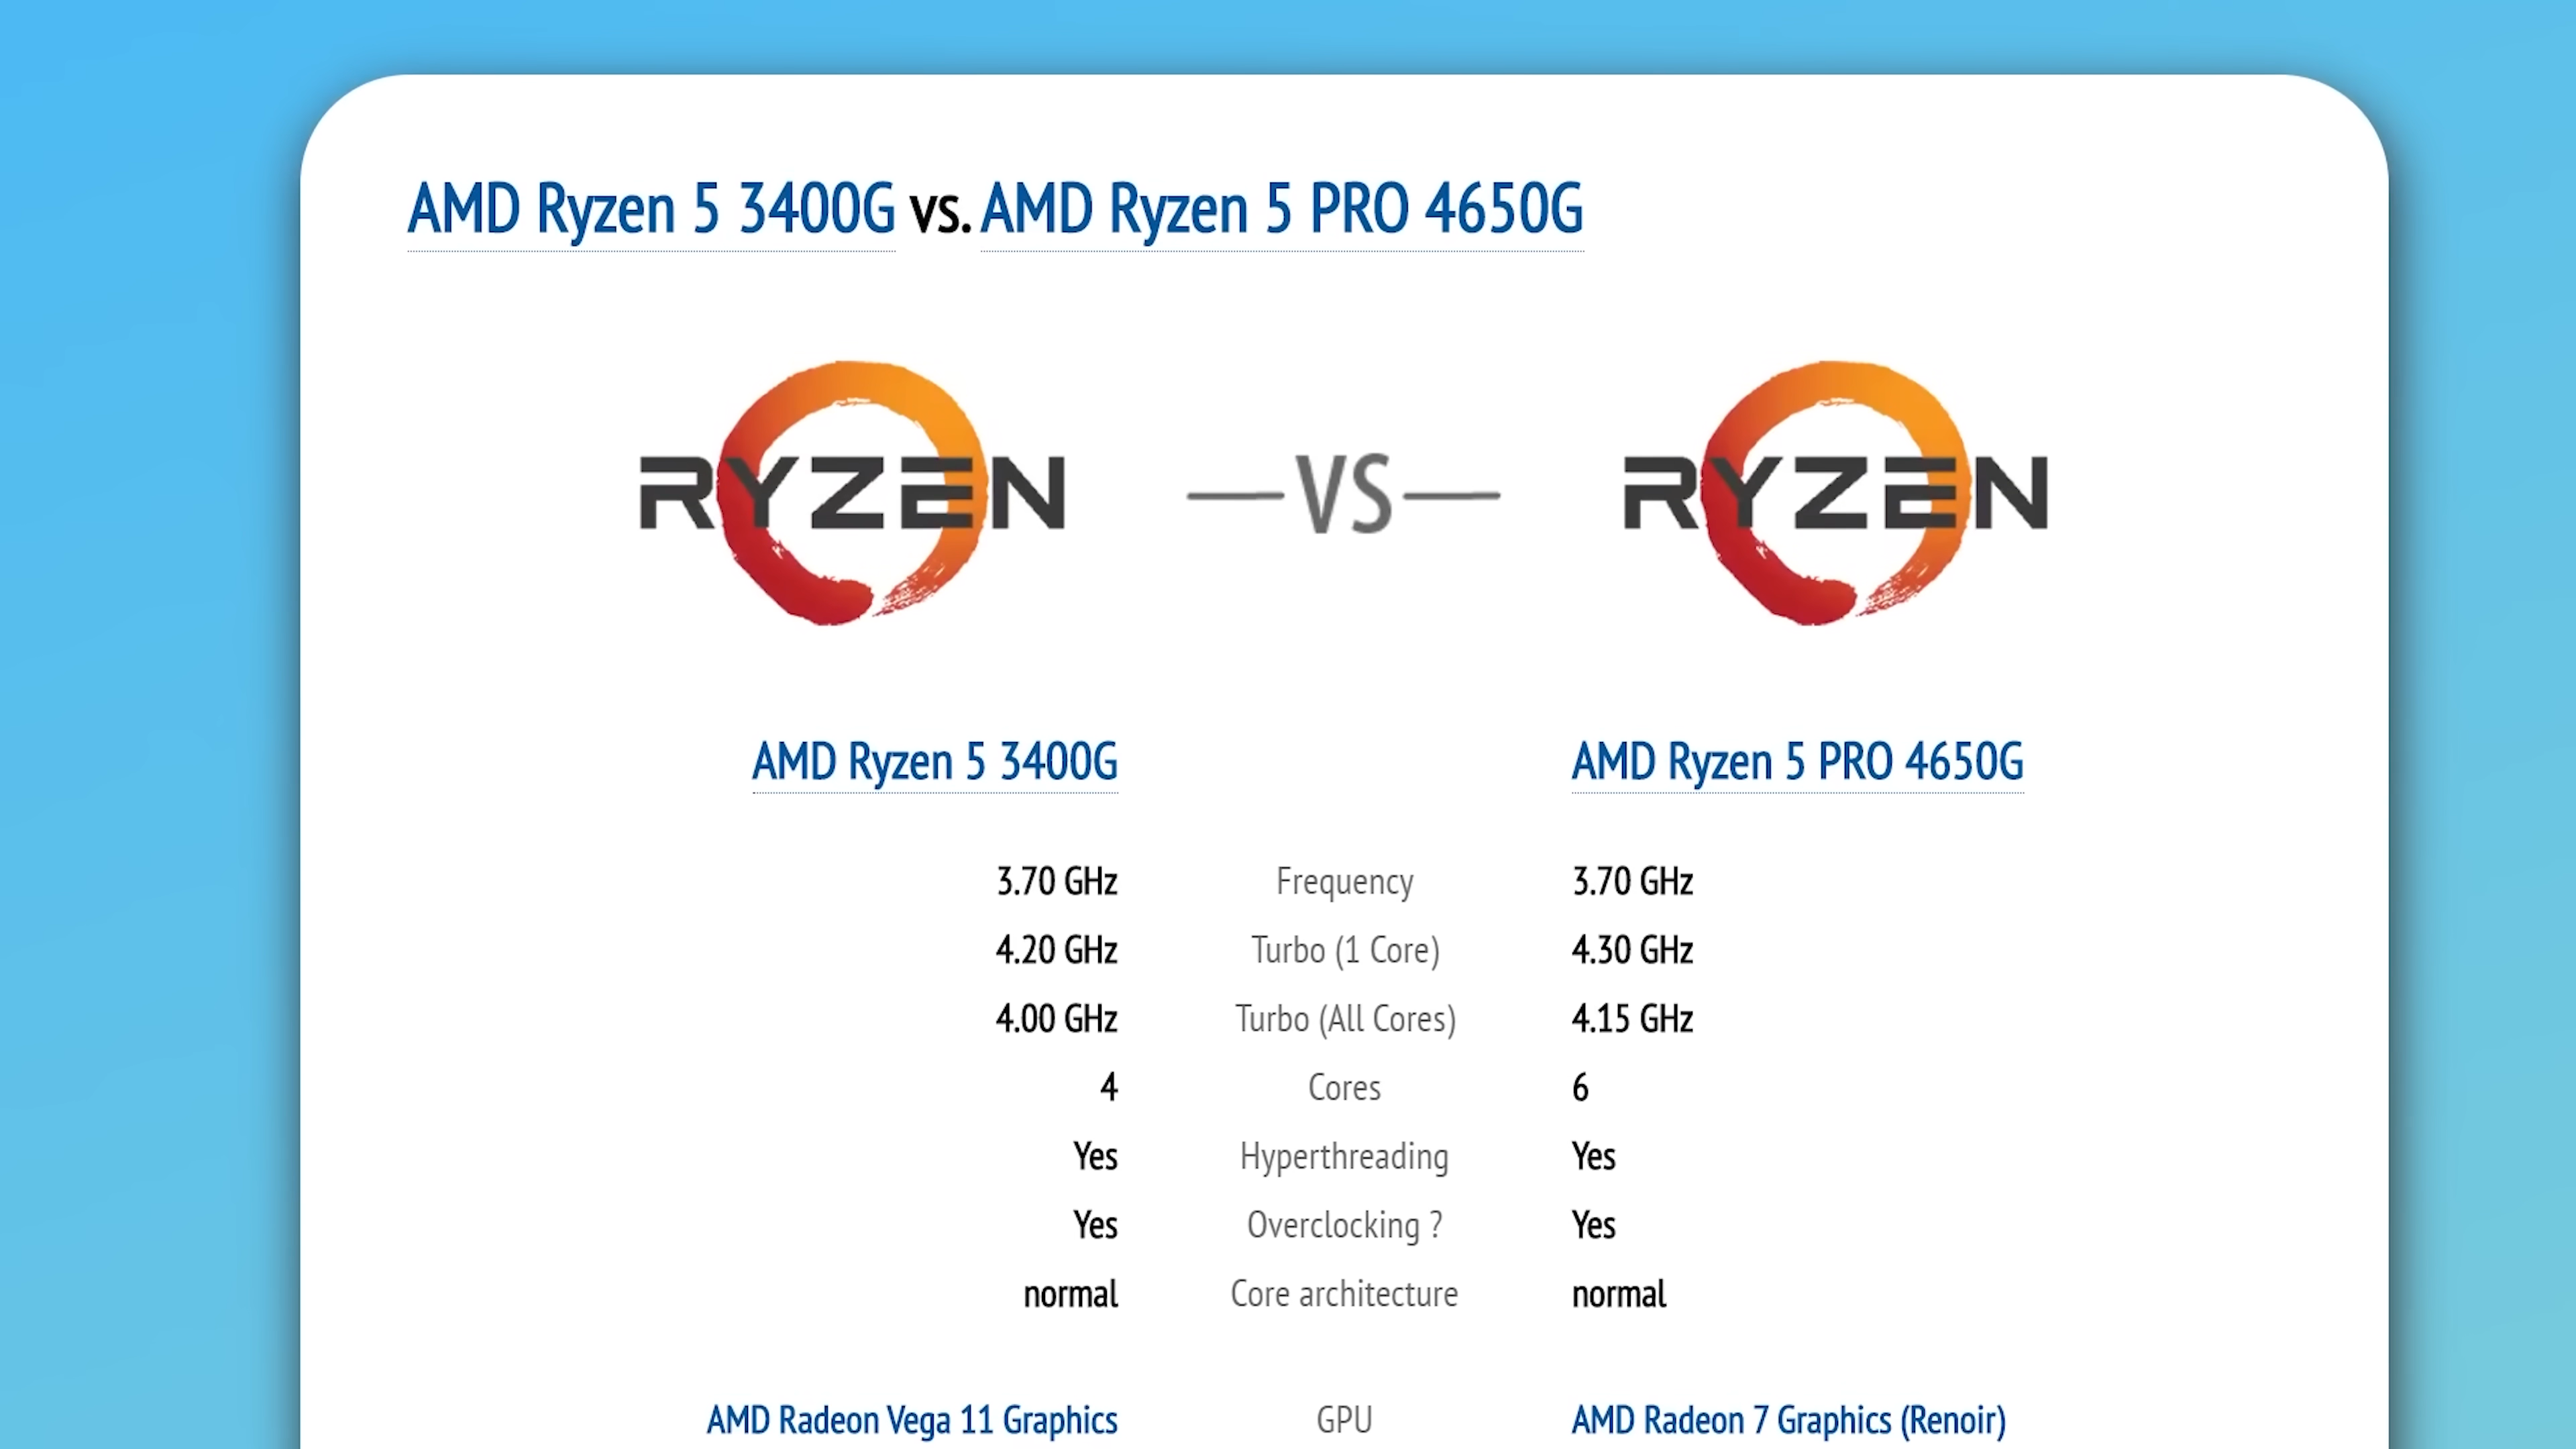 AMD Ryzen 5 3400G vs. AMD Ryzen 5 PRO 4650G
RYZEN VS RYZEN
AMD Ryzen 5 3400G AMD Ryzen 5 PRO 4650G
3.70 GHz Frequency 3.70 GHz
4.20 GHz Turbo (1 Core) 4.30 GHz
4.00 GHz Turbo (All Cores) 4.15 GHz
4 Cores 6
Yes Hyperthreading Yes
Yes Overclocking ? Yes
normal Core architecture normal
AMD Radeon Vega 11 Graphics GPU AMD Radeon 7 Graphics (Renoir)